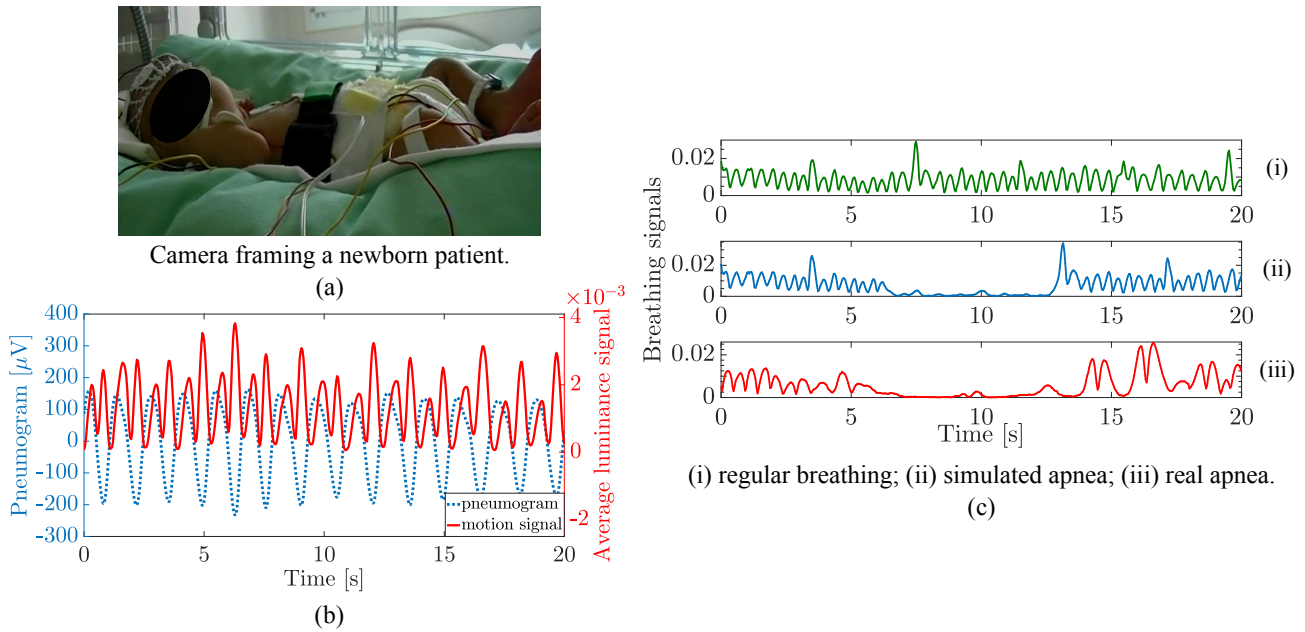 Camera framing a newborn patient.
(a)
×10⁻³
400
300
200
100
0
-100
-200
-300
Pneumogram [µV]
4
2
0
-2
Average luminance signal
pneumogram
motion signal
0 5 10 15 20
Time [s]
(b)
Breathing signals
0.02
0
0 5 10 15 20
(i)
0.02
0
0 5 10 15 20
(ii)
0.02
0
0 5 10 15 20
(iii)
Time [s]
(i) regular breathing; (ii) simulated apnea; (iii) real apnea.
(c)